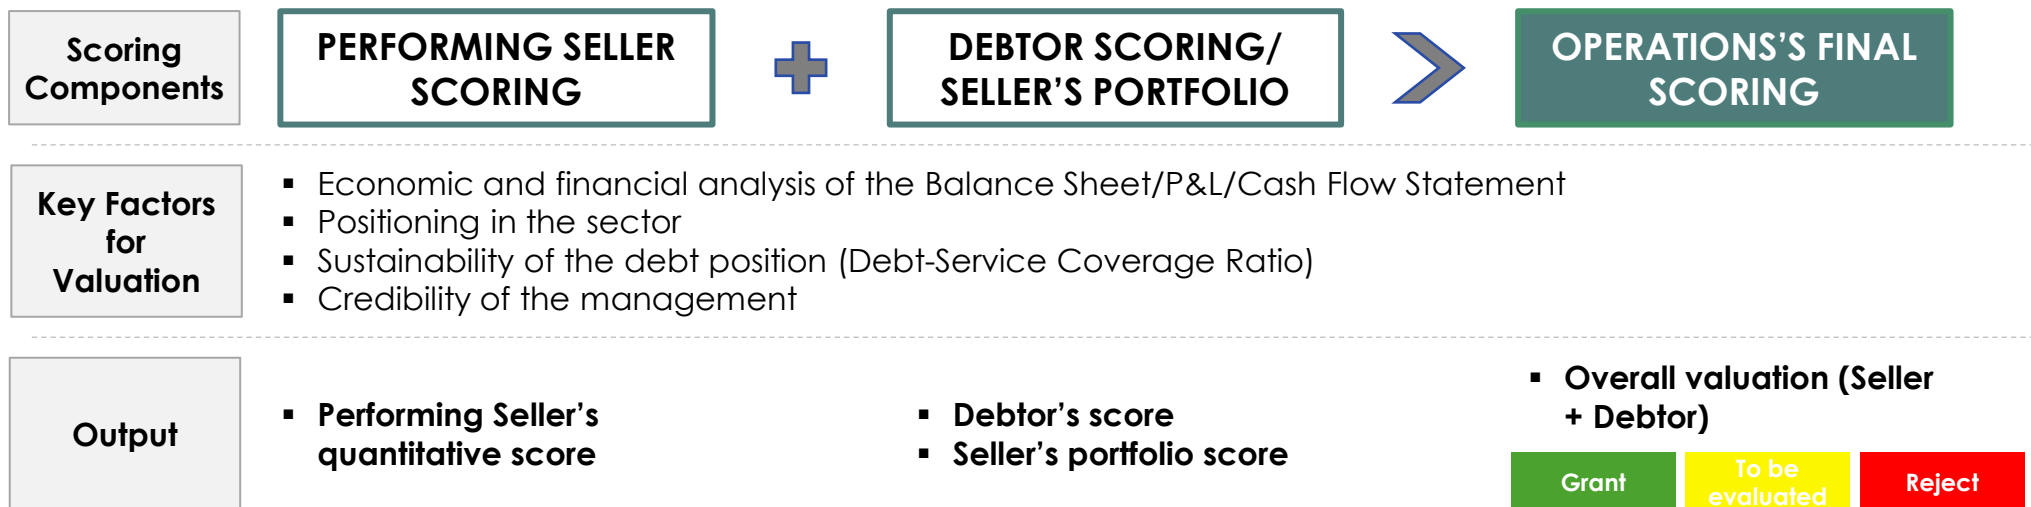 Scoring
Components
PERFORMING SELLER
SCORING
DEBTOR SCORING/
SELLER’S PORTFOLIO
OPERATIONS’S FINAL
SCORING
Key Factors
for
Valuation
▪ Economic and financial analysis of the Balance Sheet/P&L/Cash Flow Statement
▪ Positioning in the sector
▪ Sustainability of the debt position (Debt-Service Coverage Ratio)
▪ Credibility of the management
Output
▪ Performing Seller’s
quantitative score
▪ Debtor’s score
▪ Seller’s portfolio score
▪ Overall valuation (Seller
+ Debtor)
Grant
To be
evaluated
Reject